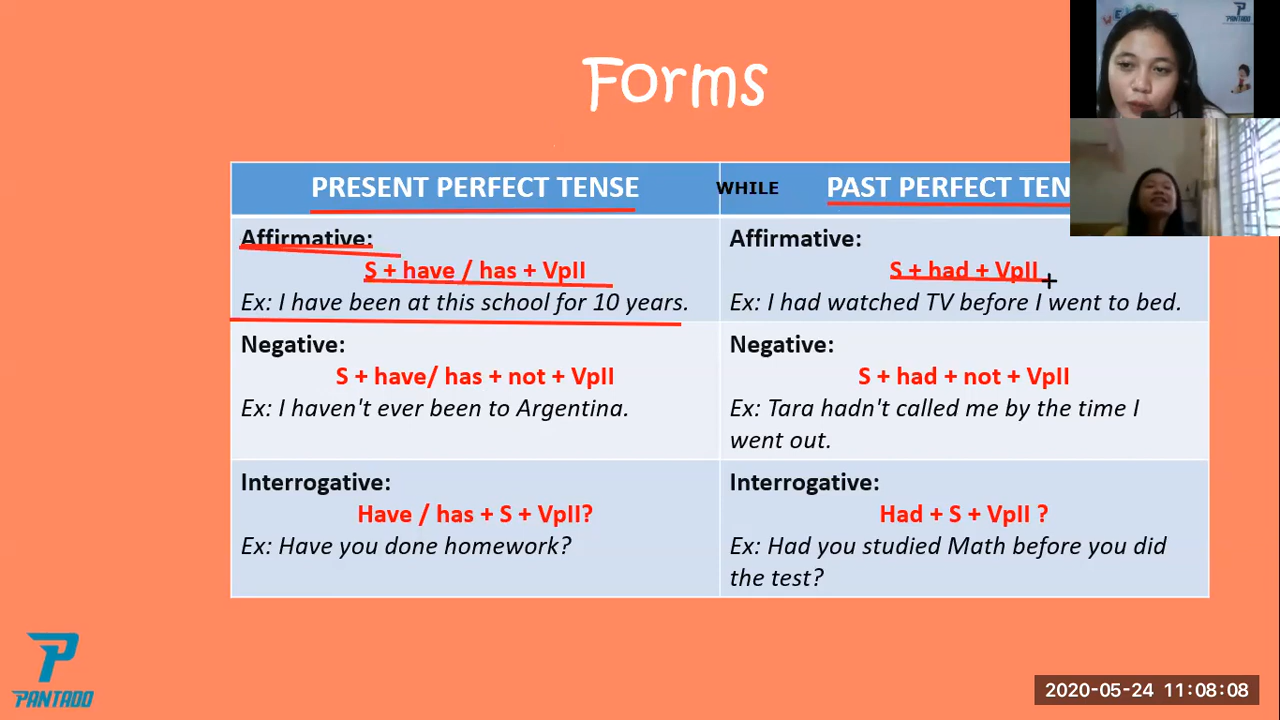 Forms
PRESENT PERFECT TENSE
WHILE
PAST PERFECT TEN
Affirmative:
S + have / has + VpII
Ex: I have been at this school for 10 years.
Affirmative:
S + had + VpII
Ex: I had watched TV before I went to bed.
Negative:
S + have/ has + not + VpII
Ex: I haven't ever been to Argentina.
Negative:
S + had + not + VpII
Ex: Tara hadn't called me by the time I
went out.
Interrogative:
Have / has + S + VpII?
Ex: Have you done homework?
Interrogative:
Had + S + VpII ?
Ex: Had you studied Math before you did
the test?
PANTADO
PANTADO
2020-05-24 11:08:08